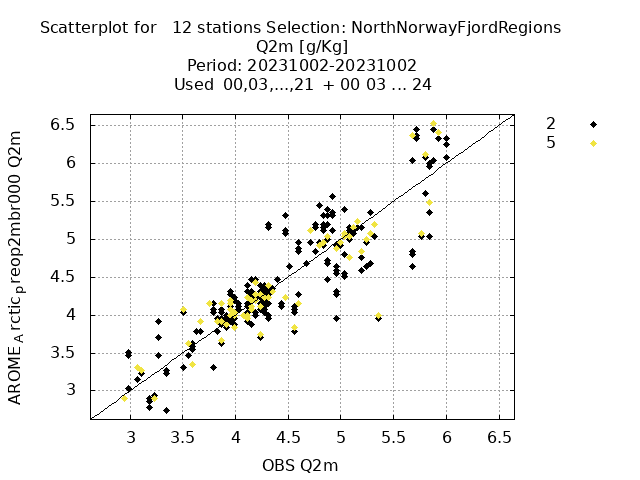 Scatterplot for 12 stations Selection: NorthNorwayFjordRegions
Q2m [g/Kg]
Period: 20231002-20231002
Used 00,03,...,21 + 00 03 ... 24
AROME_Arctic_preop2mbr000 Q2m
6.5
6
5.5
5
4.5
4
3.5
3
2
5
3 3.5 4 4.5 5 5.5 6 6.5
OBS Q2m